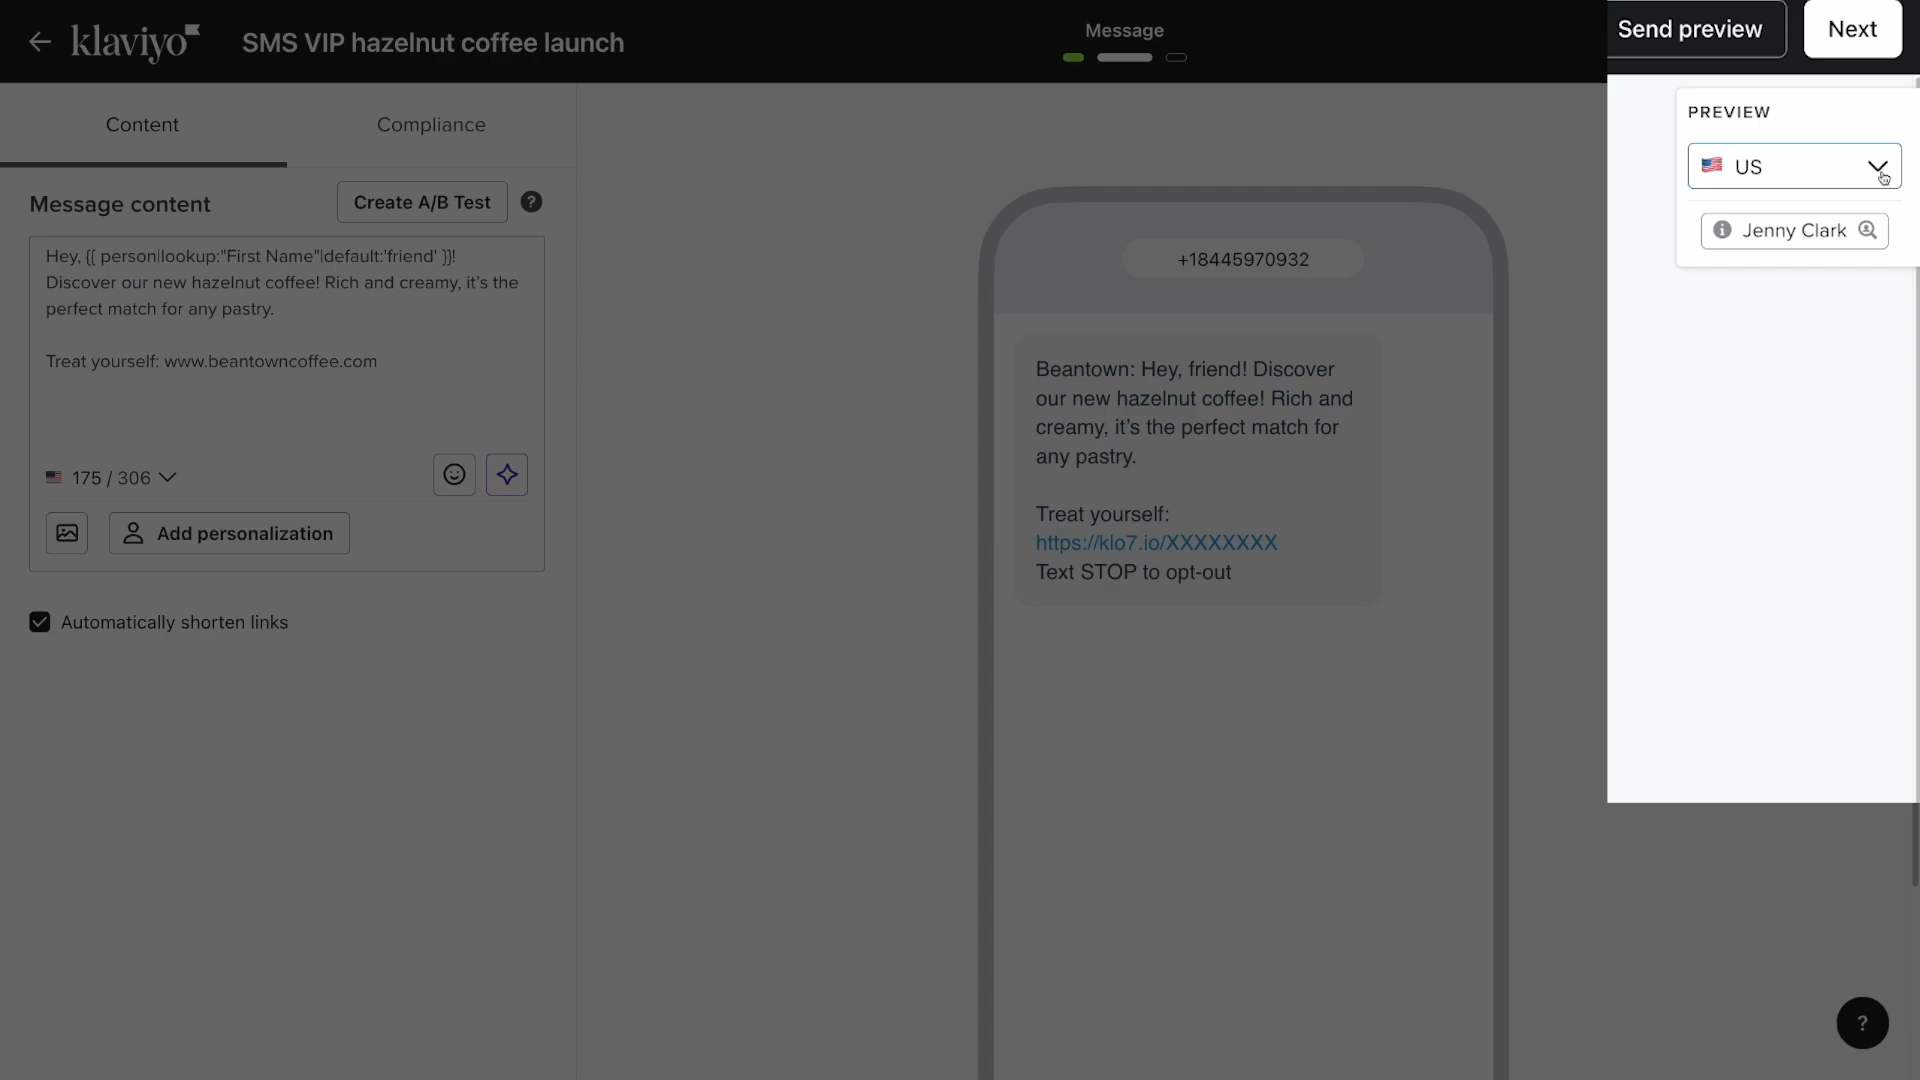 klaviyo
SMS VIP hazelnut coffee launch
Message
Send preview
Next
Content
Compliance
Message content
Create A/B Test
?
Hey, {{ person|lookup:"First Name"|default:'friend' }}!
Discover our new hazelnut coffee! Rich and creamy, it’s the
perfect match for any pastry.
Treat yourself: www.beantowncoffee.com
175 / 306
Add personalization
Automatically shorten links
+18445970932
Beantown: Hey, friend! Discover
our new hazelnut coffee! Rich and
creamy, it’s the perfect match for
any pastry.
Treat yourself:
https://klo7.io/XXXXXXXX
Text STOP to opt-out
PREVIEW
US
Jenny Clark
?